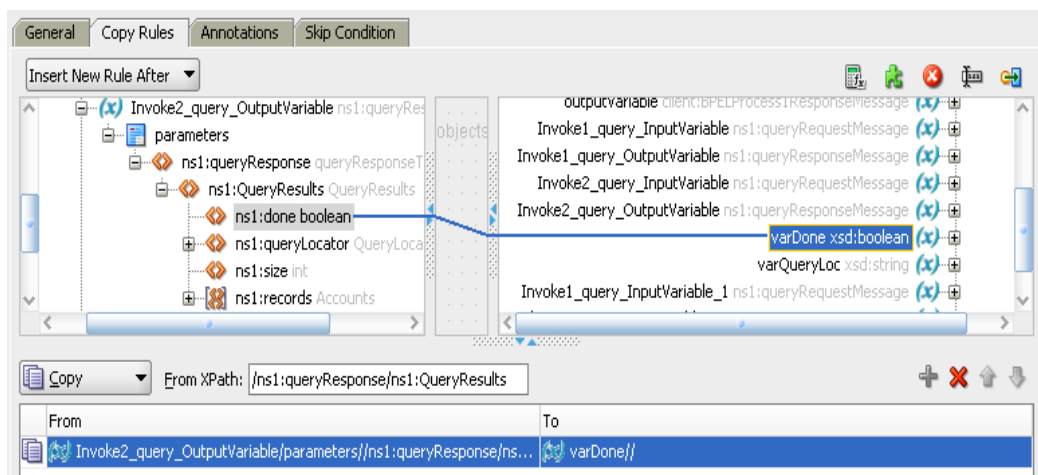 General Copy Rules Annotations Skip Condition
Insert New Rule After
(x) Invoke2_query_OutputVariable ns1:queryRes
parameters
ns1:queryResponse queryResponseT
ns1:QueryResults QueryResults
ns1:done boolean
ns1:queryLocator QueryLoca
ns1:size int
ns1:records Accounts
objects
outputVariable client:BPELProcess1ResponseMessage (x)
Invoke1_query_InputVariable ns1:queryRequestMessage (x)
Invoke1_query_OutputVariable ns1:queryResponseMessage (x)
Invoke2_query_InputVariable ns1:queryRequestMessage (x)
Invoke2_query_OutputVariable ns1:queryResponseMessage (x)
varDone xsd:boolean (x)
varQueryLoc xsd:string (x)
Invoke1_query_InputVariable_1 ns1:queryRequestMessage (x)
Copy From XPath: /ns1:queryResponse/ns1:QueryResults
From To
Invoke2_query_OutputVariable/parameters//ns1:queryResponse/ns... varDone//